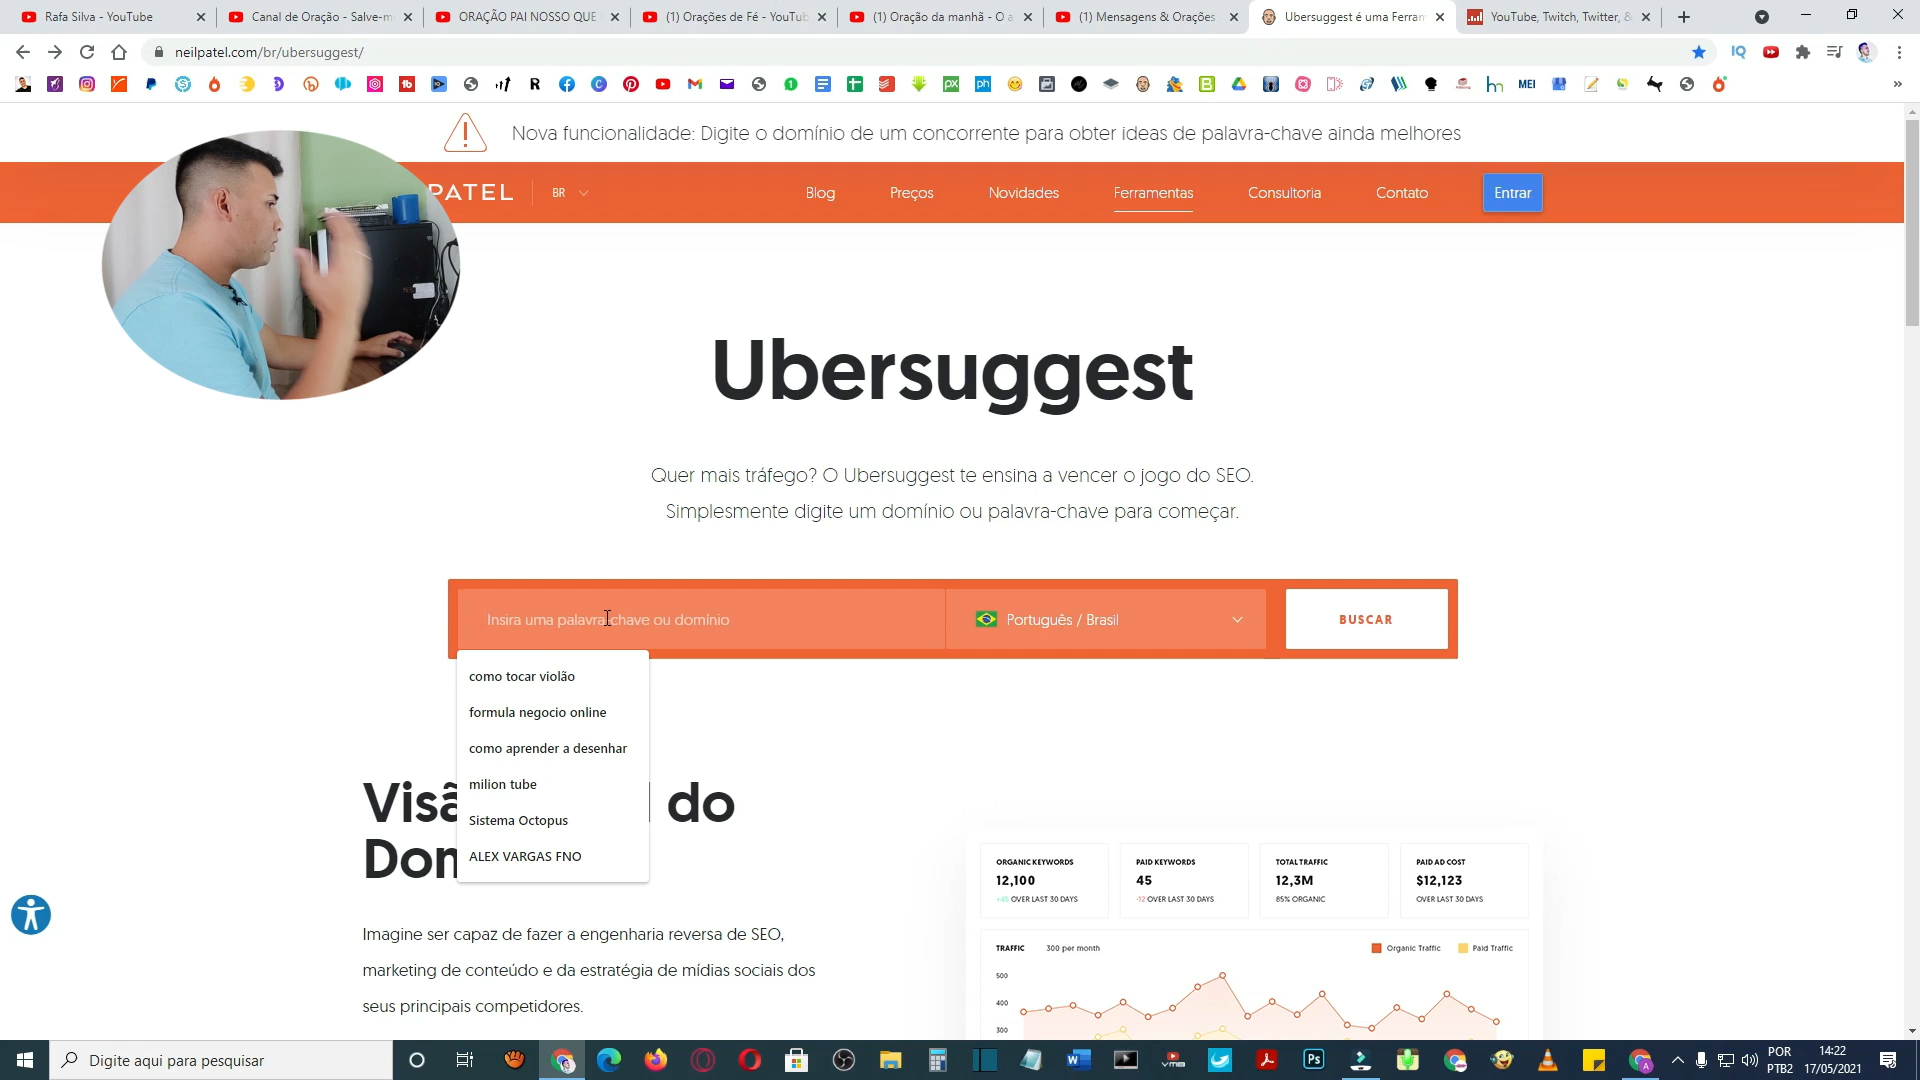 Rafa Silva - YouTube
Canal de Oração - Salve-m
ORAÇÃO PAI NOSSO QUE
(1) Orações de Fé - YouTub
(1) Oração da manhã - O a
(1) Mensagens & Orações
Ubersuggest é uma Ferram
YouTube, Twitch, Twitter, &
neilpatel.com/br/ubersuggest/
MEI
Nova funcionalidade: Digite o domínio de um concorrente para obter ideas de palavra-chave ainda melhores
PATEL
BR
Blog
Preços
Novidades
Ferramentas
Consultoria
Contato
Entrar
Ubersuggest
Quer mais tráfego? O Ubersuggest te ensina a vencer o jogo do SEO.
Simplesmente digite um domínio ou palavra-chave para começar.
Insira uma palavra-chave ou domínio
Português / Brasil
BUSCAR
como tocar violão
formula negocio online
como aprender a desenhar
milion tube
Sistema Octopus
ALEX VARGAS FNO
do
Imagine ser capaz de fazer a engenharia reversa de SEO,
marketing de conteúdo e da estratégia de mídias sociais dos
seus principais competidores.
ORGANIC KEYWORDS
12,100
+45 OVER LAST 30 DAYS
PAID KEYWORDS
45
-12 OVER LAST 30 DAYS
TOTAL TRAFFIC
12,3M
85% ORGANIC
PAID AD COST
$12,123
OVER LAST 30 DAYS
TRAFFIC
300 per month
Organic Traffic
Paid Traffic
500
400
300
Digite aqui para pesquisar
POR
PTB2
14:22
17/05/2021